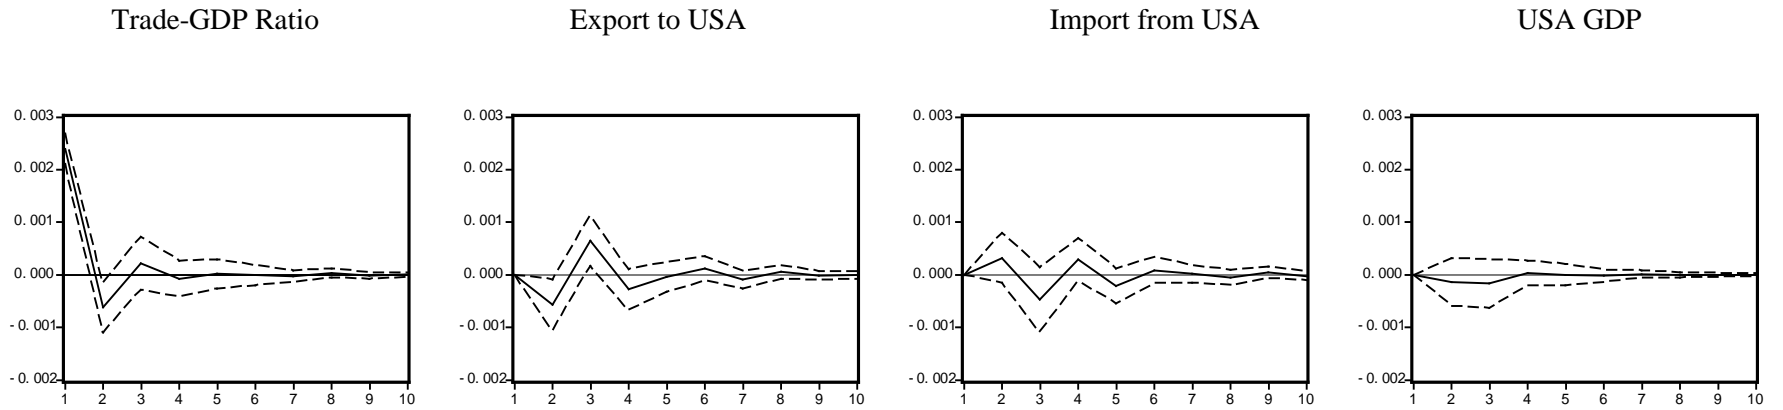 Trade-GDP Ratio Export to USA Import from USA USA GDP
0. 003 0. 003 0. 003 0. 003
0. 002 0. 002 0. 002 0. 002
0. 001 0. 001 0. 001 0. 001
0. 000 0. 000 0. 000 0. 000
- 0. 001 - 0. 001 - 0. 001 - 0. 001
- 0. 002 - 0. 002 - 0. 002 - 0. 002
1 2 3 4 5 6 7 8 9 10 1 2 3 4 5 6 7 8 9 10 1 2 3 4 5 6 7 8 9 10 1 2 3 4 5 6 7 8 9 10